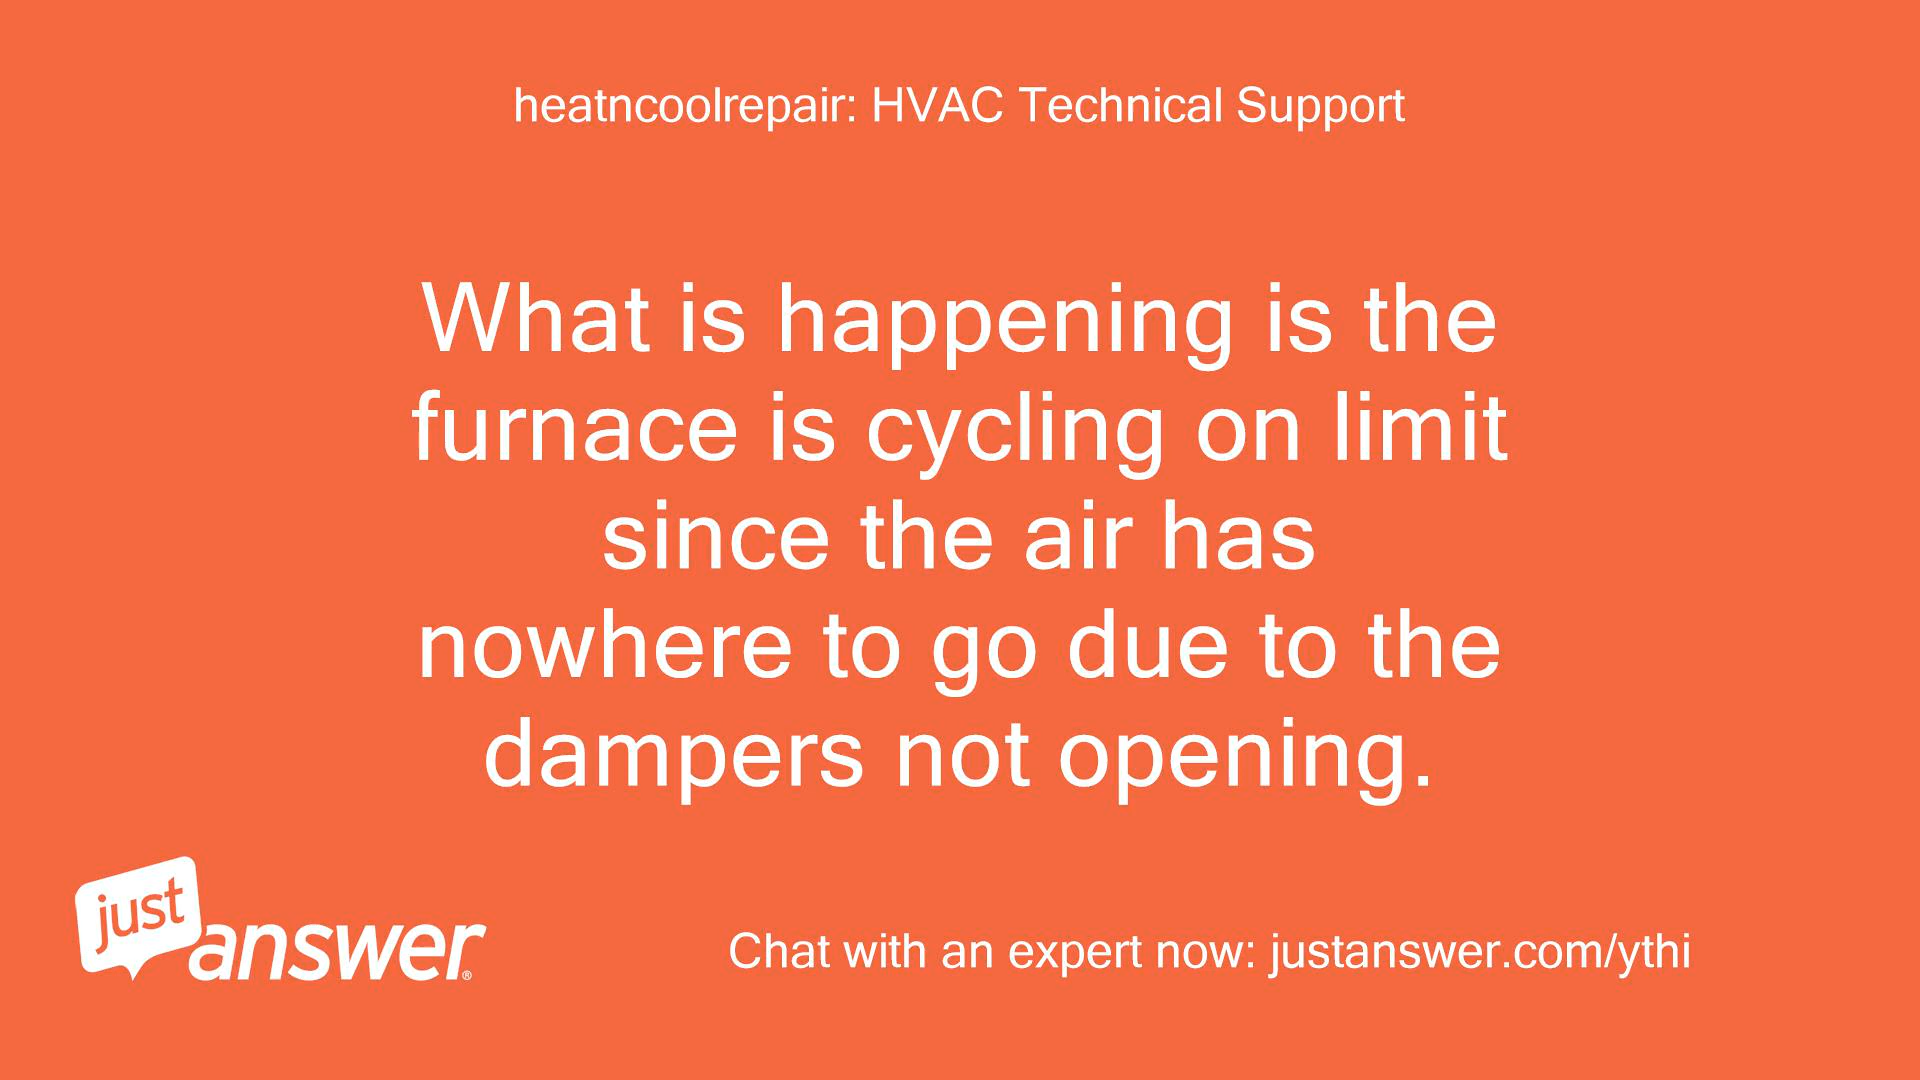 heatncoolrepair: HVAC Technical Support
What is happening is the
furnace is cycling on limit
since the air has
nowhere to go due to the
dampers not opening.
just
answer®
Chat with an expert now: justanswer.com/ythi